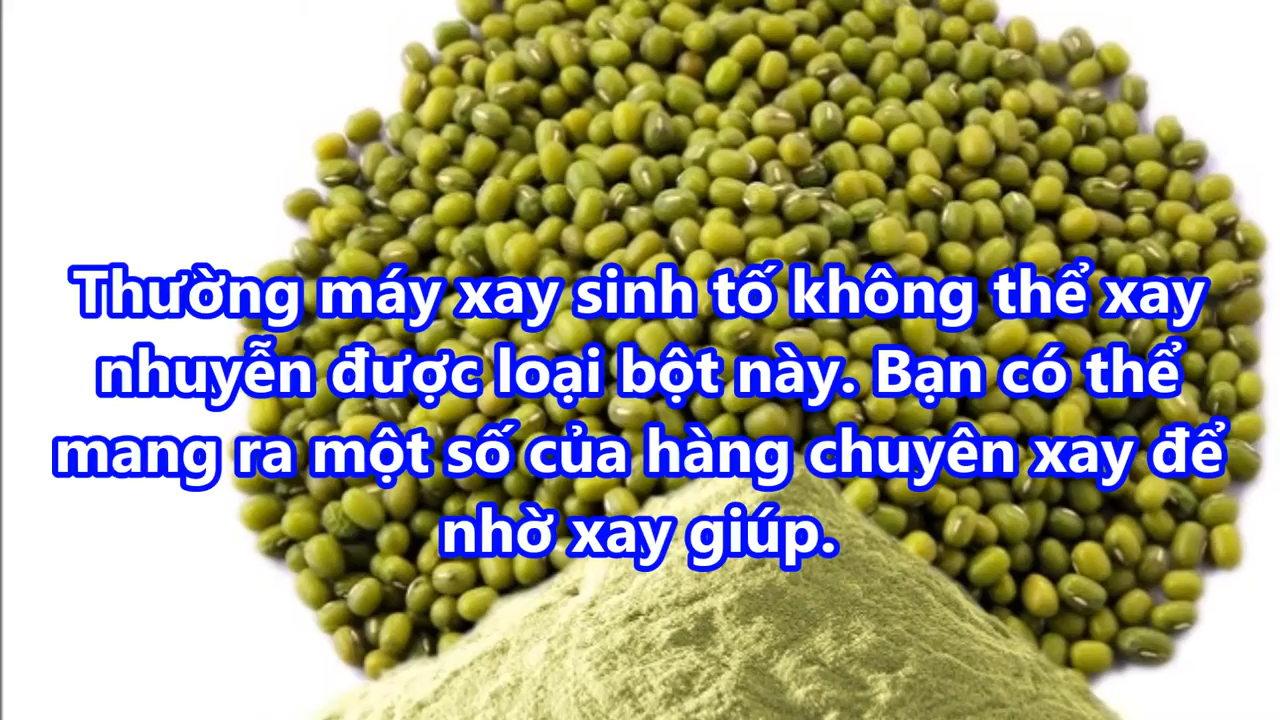 Thường máy xay sinh tố không thể xay
nhuyễn được loại bột này. Bạn có thể
mang ra một số của hàng chuyên xay để
nhờ xay giúp.